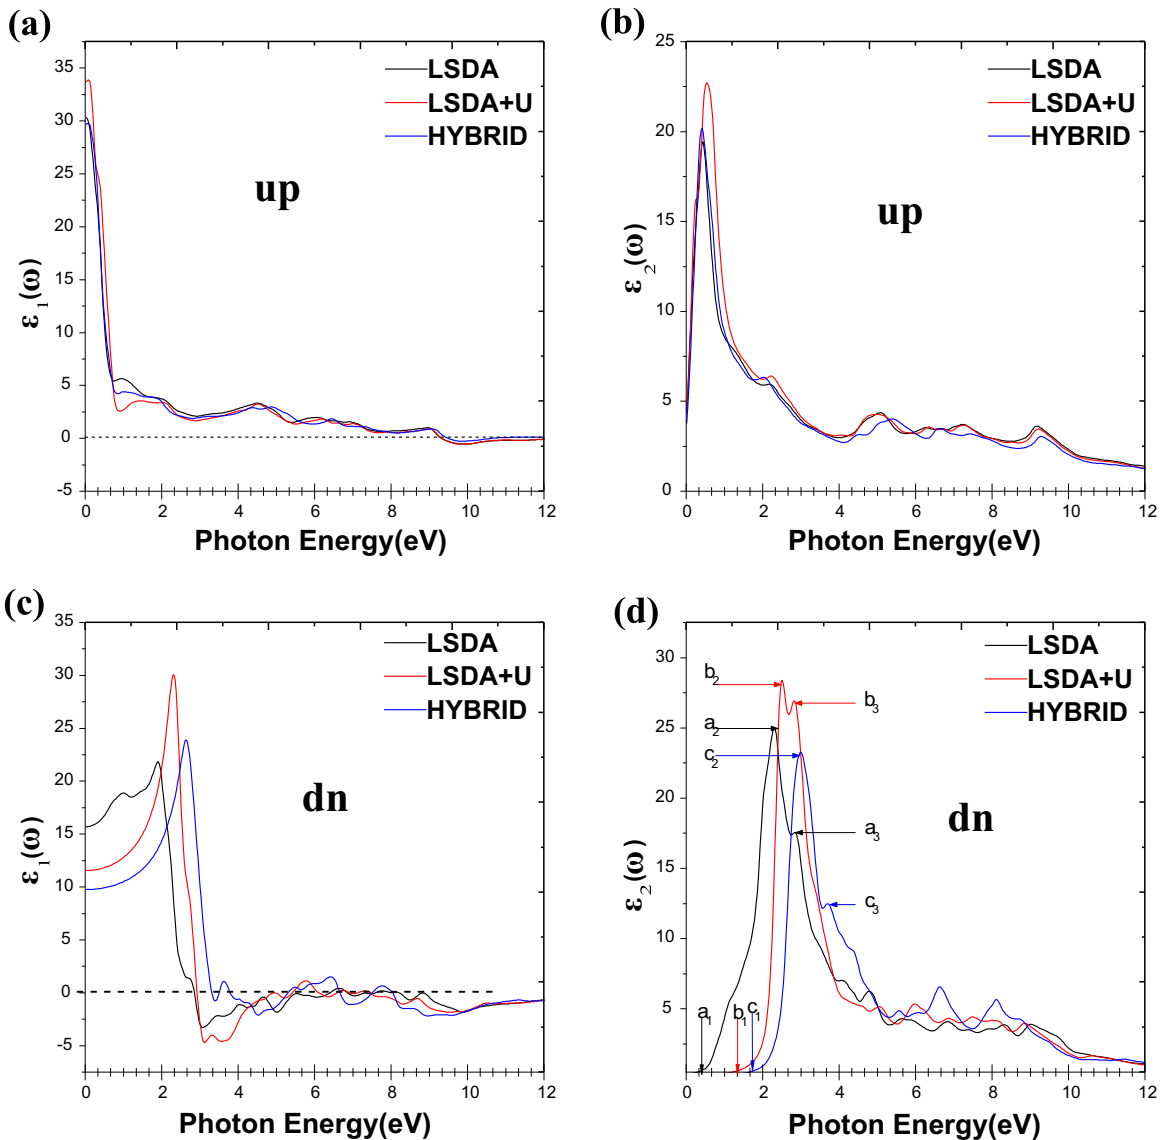 (a)
35
30
25
20
15
10
5
0
-5
ε1(ω)
LSDA
LSDA+U
HYBRID
up
0 2 4 6 8 10 12
Photon Energy(eV)
(b)
25
20
15
10
5
0
ε2(ω)
LSDA
LSDA+U
HYBRID
up
0 2 4 6 8 10 12
Photon Energy(eV)
(c)
35
30
25
20
15
10
5
0
-5
ε1(ω)
LSDA
LSDA+U
HYBRID
dn
0 2 4 6 8 10 12
Photon Energy(eV)
(d)
30
25
20
15
10
5
ε2(ω)
LSDA
LSDA+U
HYBRID
b2
b3
a2
c2
a3
c3
dn
a1 b1 c1
0 2 4 6 8 10 12
Photon Energy(eV)